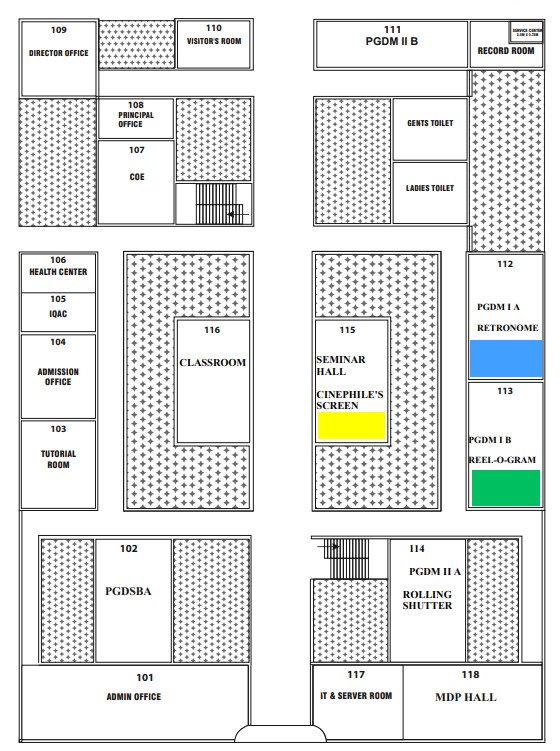 SERVICE CENTER
RECORD ROOM
111
PGDM II B
GENTS TOILET
LADIES TOILET
112
PGDM I A
RETRONOME
113
PGDM I B
REEL-O-GRAM
114
PGDM II A
ROLLING
SHUTTER
118
MDP HALL
117
IT & SERVER ROOM
115
SEMINAR
HALL
CINEPHILE'S
SCREEN
110
VISITOR'S ROOM
116
CLASSROOM
108
PRINCIPAL
OFFICE
107
COE
109
DIRECTOR OFFICE
106
HEALTH CENTER
105
IQAC
104
ADMISSION
OFFICE
103
TUTORIAL
ROOM
102
PGDSBA
101
ADMIN OFFICE